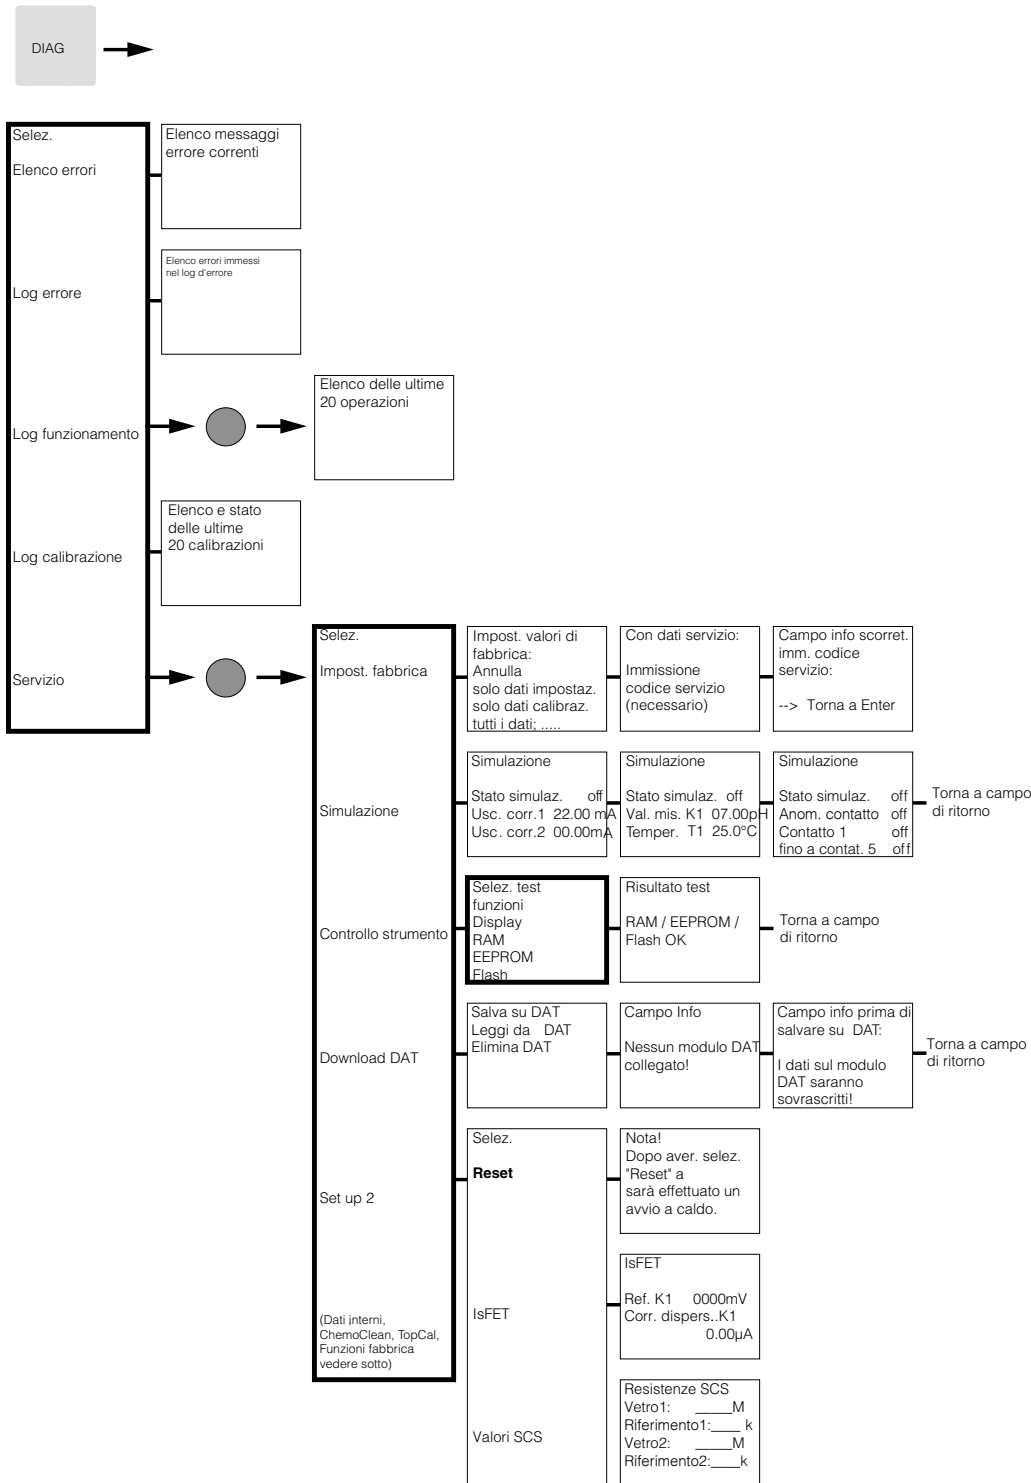 DIAG
Selez.
Elenco errori
Log errore
Log funzionamento
Log calibrazione
Servizio
Elenco messaggi
errore correnti
Elenco errori immessi
nel log d'errore
Elenco delle ultime
20 operazioni
Elenco e stato
delle ultime
20 calibrazioni
Selez.
Impost. fabbrica
Simulazione
Controllo strumento
Download DAT
Set up 2
(Dati interni,
ChemoClean, TopCal,
Funzioni fabbrica
vedere sotto)
Impost. valori di
fabbrica:
Annulla
solo dati impostaz.
solo dati calibraz.
tutti i dati; .....
Con dati servizio:
Immissione
codice servizio
(necessario)
Campo info scorret.
imm. codice
servizio:
--> Torna a Enter
Simulazione
Stato simulaz. off
Usc. corr.1 22.00 mA
Usc. corr.2 00.00mA
Simulazione
Stato simulaz. off
Val. mis. K1 07.00pH
Temper. T1 25.0°C
Simulazione
Stato simulaz. off
Anom. contatto off
Contatto 1 off
fino a contat. 5 off
Torna a campo
di ritorno
Selez. test
funzioni
Display
RAM
EEPROM
Flash
Risultato test
RAM / EEPROM /
Flash OK
Torna a campo
di ritorno
Salva su DAT
Leggi da DAT
Elimina DAT
Campo Info
Nessun modulo DAT
collegato!
Campo info prima di
salvare su DAT:
I dati sul modulo
DAT saranno
sovrascritti!
Torna a campo
di ritorno
Selez.
Reset
IsFET
Valori SCS
Nota!
Dopo aver. selez.
"Reset" a
sarà effettuato un
avvio a caldo.
IsFET
Ref. K1 0000mV
Corr. dispers..K1
0.00µA
Resistenze SCS
Vetro1: _____M
Riferimento1:____ k
Vetro2: _____M
Riferimento2:____k